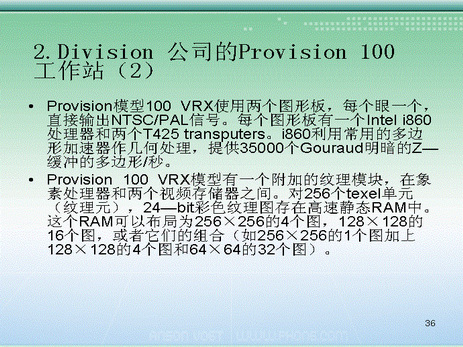 2.Division 公司的Provision 100
工作站（2）
• Provision模型100 VRX使用两个图形板，每个眼一个，
直接输出NTSC/PAL信号。每个图形板有一个Intel i860
处理器和两个T425 transputers。i860利用常用的多边
形加速器作几何处理，提供35000个Gouraud明暗的Z—
缓冲的多边形/秒。
• Provision 100 VRX模型有一个附加的纹理模块，在象
素处理器和两个视频存储器之间。对256个texel单元
（纹理元），24—bit彩色纹理图存在高速静态RAM中。
这个RAM可以布局为256×256的4个图，128×128的
16个图，或者它们的组合（如256×256的1个图加上
128×128的4个图和64×64的32个图）。
36